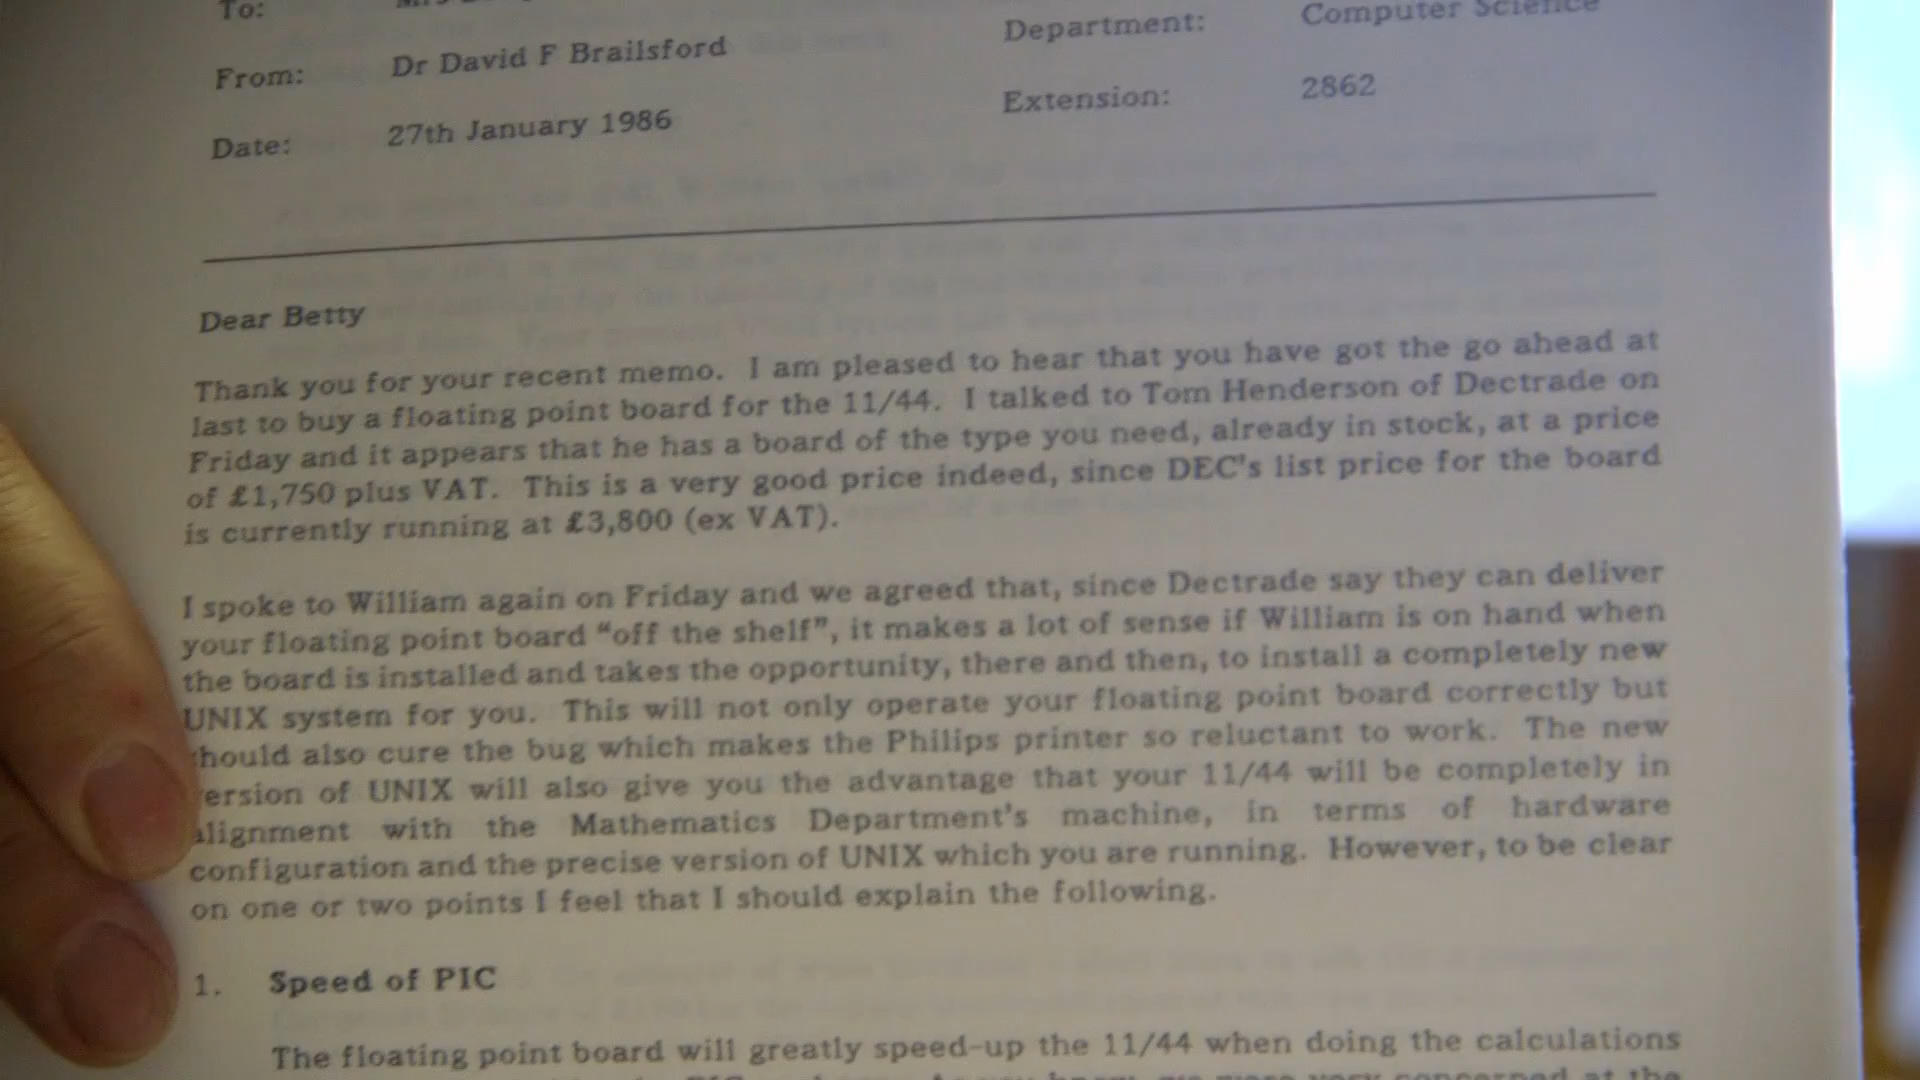 To:
From: Dr David F Brailsford
Date: 27th January 1986
Department: Computer Science
Extension: 2862
Dear Betty
Thank you for your recent memo. I am pleased to hear that you have got the go ahead at
last to buy a floating point board for the 11/44. I talked to Tom Henderson of Dectrade on
Friday and it appears that he has a board of the type you need, already in stock, at a price
of £1,750 plus VAT. This is a very good price indeed, since DEC's list price for the board
is currently running at £3,800 (ex VAT).
I spoke to William again on Friday and we agreed that, since Dectrade say they can deliver
your floating point board “off the shelf”, it makes a lot of sense if William is on hand when
the board is installed and takes the opportunity, there and then, to install a completely new
UNIX system for you. This will not only operate your floating point board correctly but
should also cure the bug which makes the Philips printer so reluctant to work. The new
version of UNIX will also give you the advantage that your 11/44 will be completely in
alignment with the Mathematics Department's machine, in terms of hardware
configuration and the precise version of UNIX which you are running. However, to be clear
on one or two points I feel that I should explain the following.
1. Speed of PIC
The floating point board will greatly speed-up the 11/44 when doing the calculations